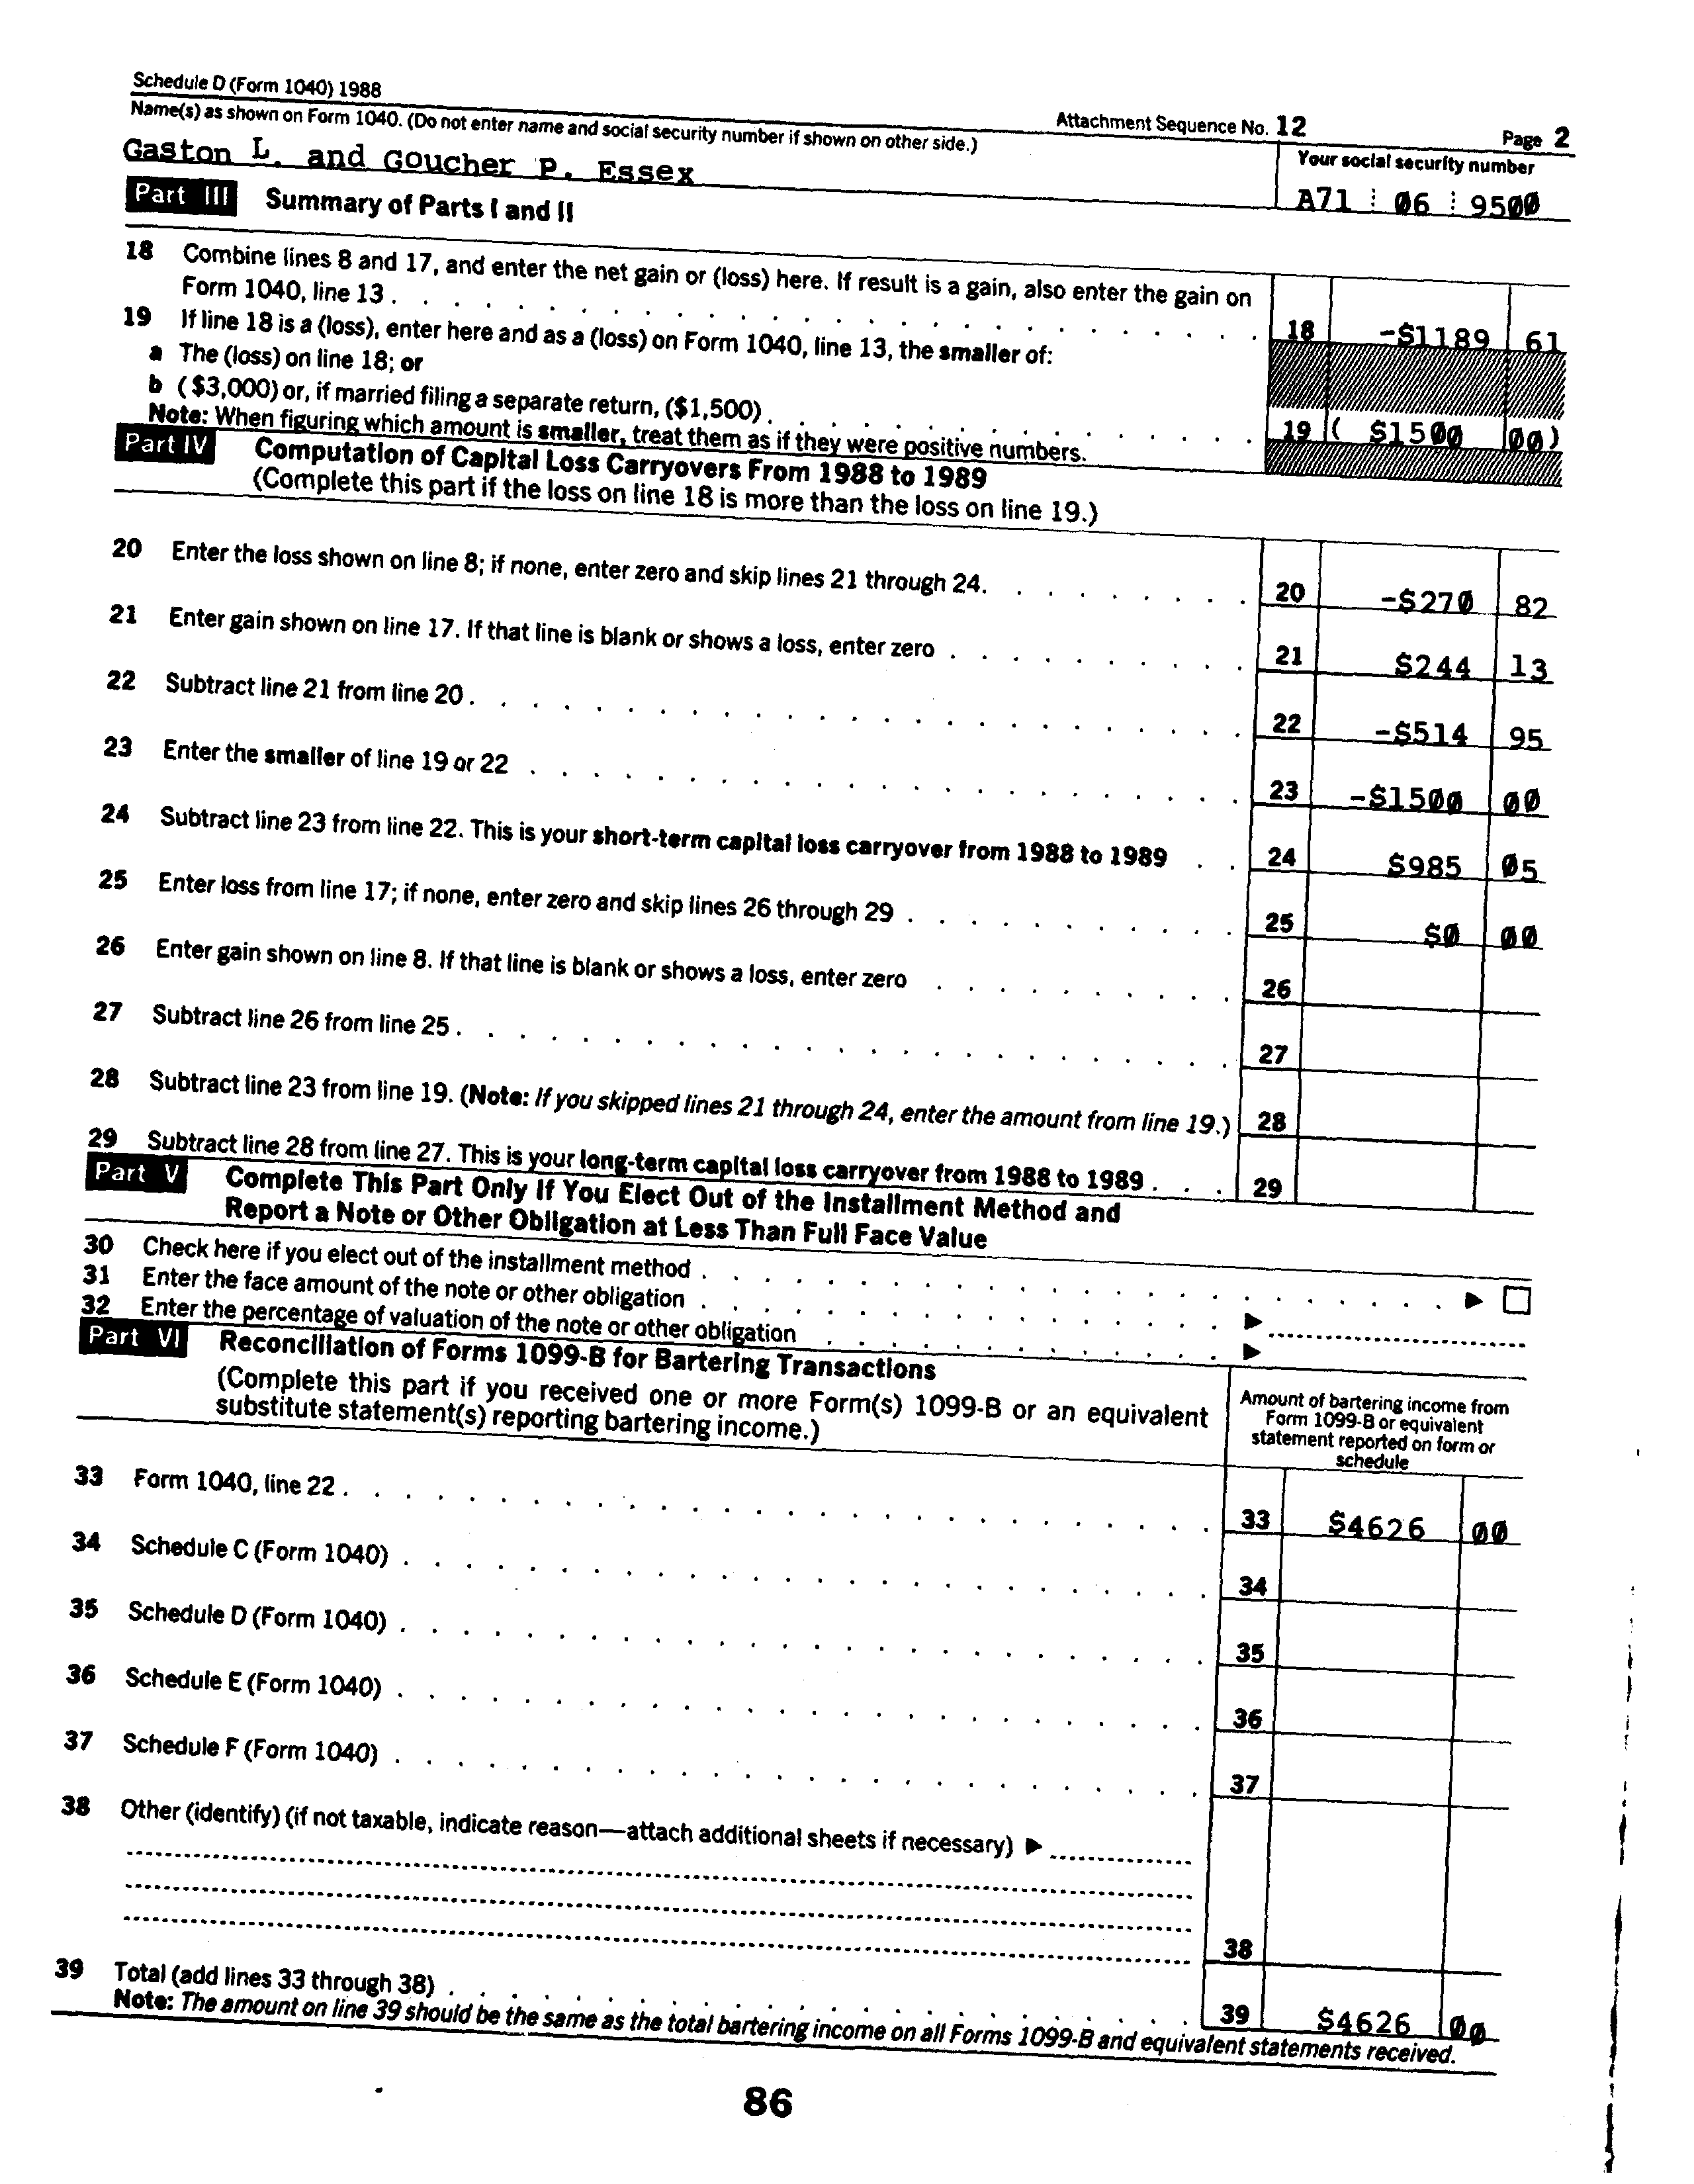 Schedule D (Form 1040) 1988
Attachment Sequence No. 12
Page 2
Name(s) as shown on Form 1040. (Do not enter name and social security number if shown on other side.)
Your social security number
Gaston L. and Goucher P. Essex
A71 06 9500
Part III Summary of Parts I and II
18 Combine lines 8 and 17, and enter the net gain or (loss) here. If result is a gain, also enter the gain on
Form 1040, line 13 . . . . . 18 -$1189 61
19 If line 18 is a (loss), enter here and as a (loss) on Form 1040, line 13, the smaller of:
a The (loss) on line 18; or
b ($3,000) or, if married filing a separate return, ($1,500) . . . . . 19 ( $1500 00)
Note: When figuring which amount is smaller, treat them as if they were positive numbers.
Part IV Computation of Capital Loss Carryovers From 1988 to 1989
(Complete this part if the loss on line 18 is more than the loss on line 19.)
20 Enter the loss shown on line 8; if none, enter zero and skip lines 21 through 24. . . . . 20 -$270 82
21 Enter gain shown on line 17. If that line is blank or shows a loss, enter zero . . . . . 21 $244 13
22 Subtract line 21 from line 20 . . . . . 22 -$514 95
23 Enter the smaller of line 19 or 22 . . . . . 23 -$1500 00
24 Subtract line 23 from line 22. This is your short-term capital loss carryover from 1988 to 1989 . . 24 $985 05
25 Enter loss from line 17; if none, enter zero and skip lines 26 through 29 . . . . . 25 $0 00
26 Enter gain shown on line 8. If that line is blank or shows a loss, enter zero . . . . . 26
27 Subtract line 26 from line 25 . . . . . 27
28 Subtract line 23 from line 19. (Note: If you skipped lines 21 through 24, enter the amount from line 19.) 28
29 Subtract line 28 from line 27. This is your long-term capital loss carryover from 1988 to 1989 . . . 29
Part V Complete This Part Only If You Elect Out of the Installment Method and
Report a Note or Other Obligation at Less Than Full Face Value
30 Check here if you elect out of the installment method . . . . . ▶ □
31 Enter the face amount of the note or other obligation . . . . . ▶
32 Enter the percentage of valuation of the note or other obligation . . . . . ▶
Part VI Reconciliation of Forms 1099-B for Bartering Transactions
(Complete this part if you received one or more Form(s) 1099-B or an equivalent
substitute statement(s) reporting bartering income.)
Amount of bartering income from
Form 1099-B or equivalent
statement reported on form or
schedule
33 Form 1040, line 22 . . . . . 33 $4626 00
34 Schedule C (Form 1040) . . . . . 34
35 Schedule D (Form 1040) . . . . . 35
36 Schedule E (Form 1040) . . . . . 36
37 Schedule F (Form 1040) . . . . . 37
38 Other (identify) (if not taxable, indicate reason—attach additional sheets if necessary) ▶
38
39 Total (add lines 33 through 38) . . . . . 39 $4626 00
Note: The amount on line 39 should be the same as the total bartering income on all Forms 1099-B and equivalent statements received.
86